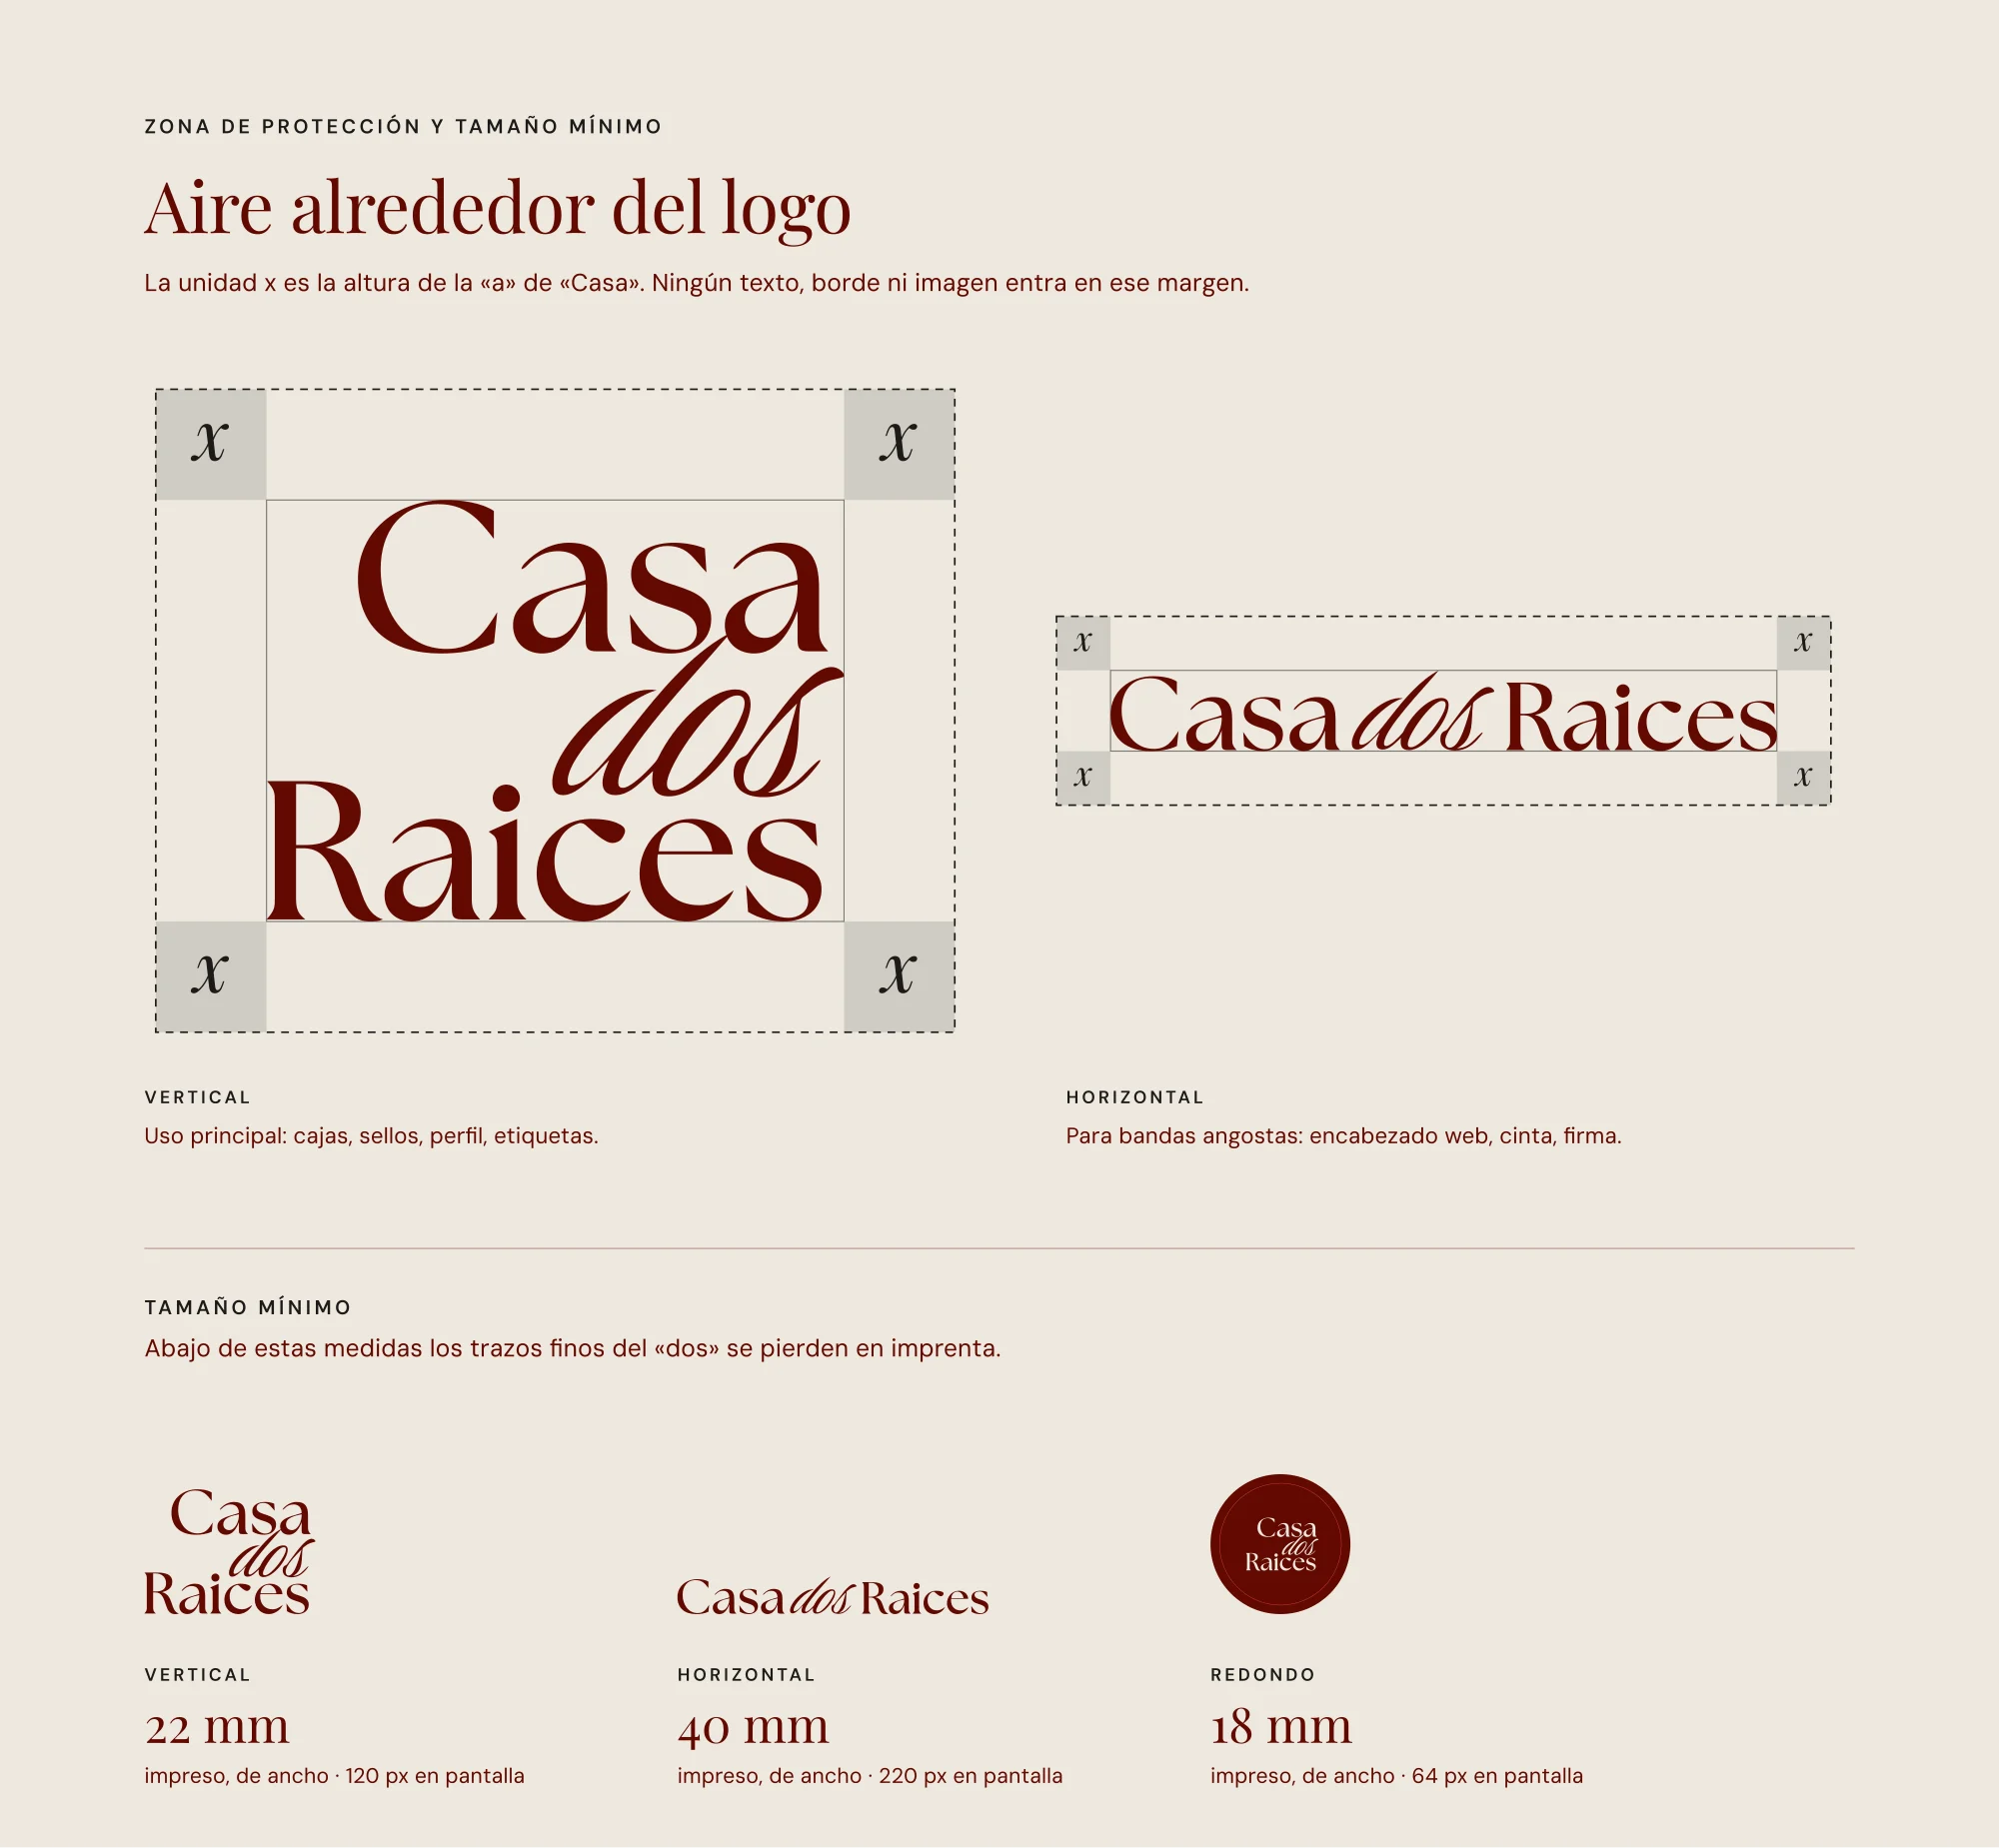 ZONA DE PROTECCIÓN Y TAMAÑO MÍNIMO
Aire alrededor del logo
La unidad x es la altura de la «a» de «Casa». Ningún texto, borde ni imagen entra en ese margen.
x x
Casa
dos
Raices
x x
x x
Casa dos Raices
x x
VERTICAL
Uso principal: cajas, sellos, perfil, etiquetas.
HORIZONTAL
Para bandas angostas: encabezado web, cinta, firma.
TAMAÑO MÍNIMO
Abajo de estas medidas los trazos finos del «dos» se pierden en imprenta.
Casa
dos
Raices
VERTICAL
22 mm
impreso, de ancho · 120 px en pantalla
Casa dos Raices
HORIZONTAL
40 mm
impreso, de ancho · 220 px en pantalla
Casa
dos
Raices
REDONDO
18 mm
impreso, de ancho · 64 px en pantalla